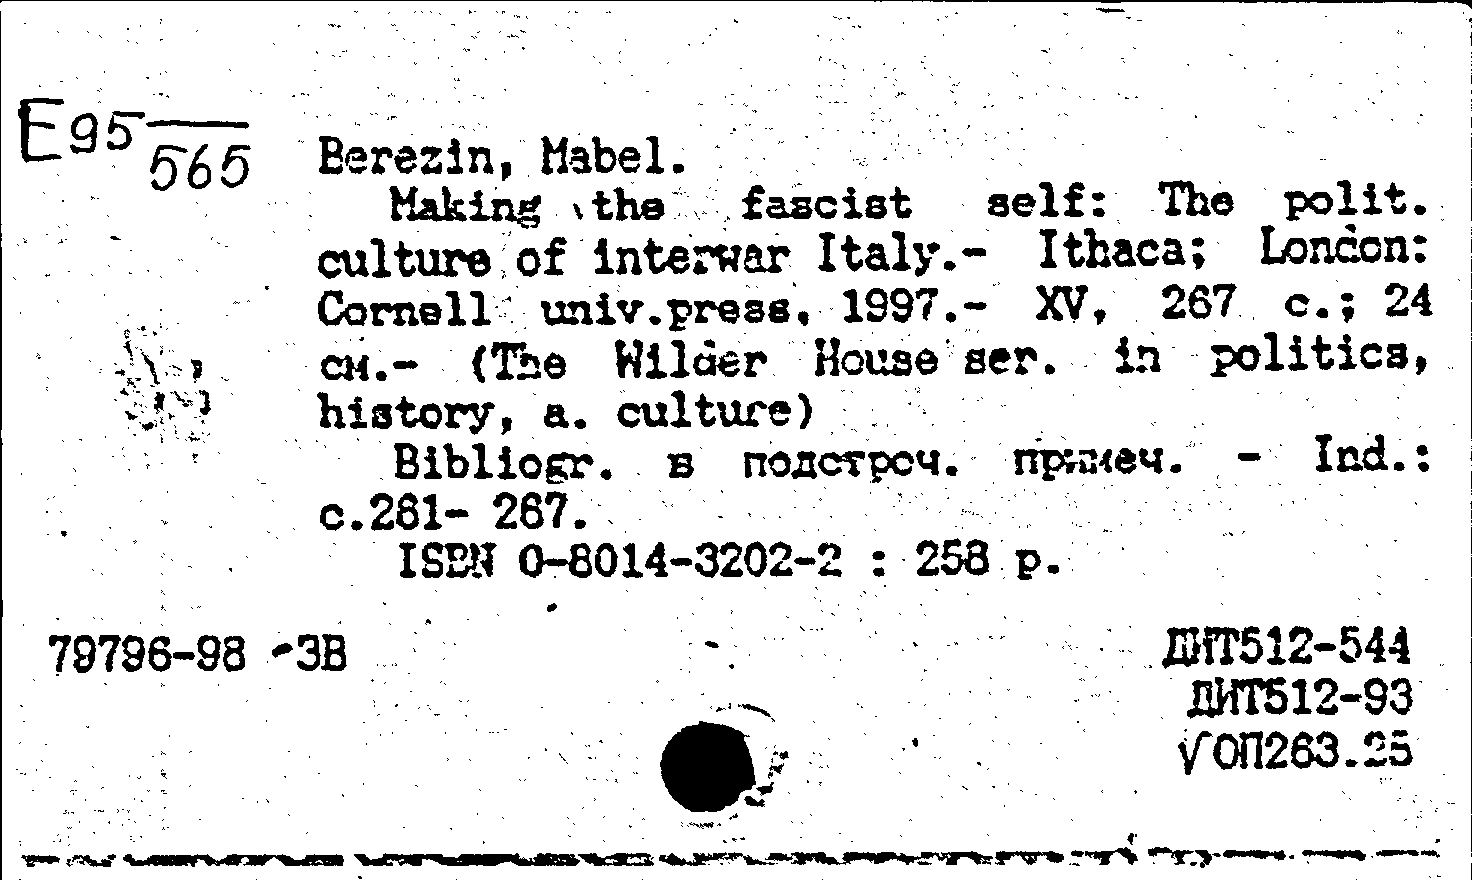 E95
565
Berezin, Mabel.
Making the fascist self: The polit.
culture of interwar Italy.- Ithaca; London:
Cornell univ.press, 1997.- XV, 267 с.; 24
см.- (The Wilder House ser. in politics,
history, a. culture)
Bibliogr. в подстроч. примеч. - Ind.:
с.261- 267.
ISBN 0-8014-3202-2 : 258 р.
79796-98 -ЗВ
ДИТ512-544
ДИТ512-93
√ОП263.25